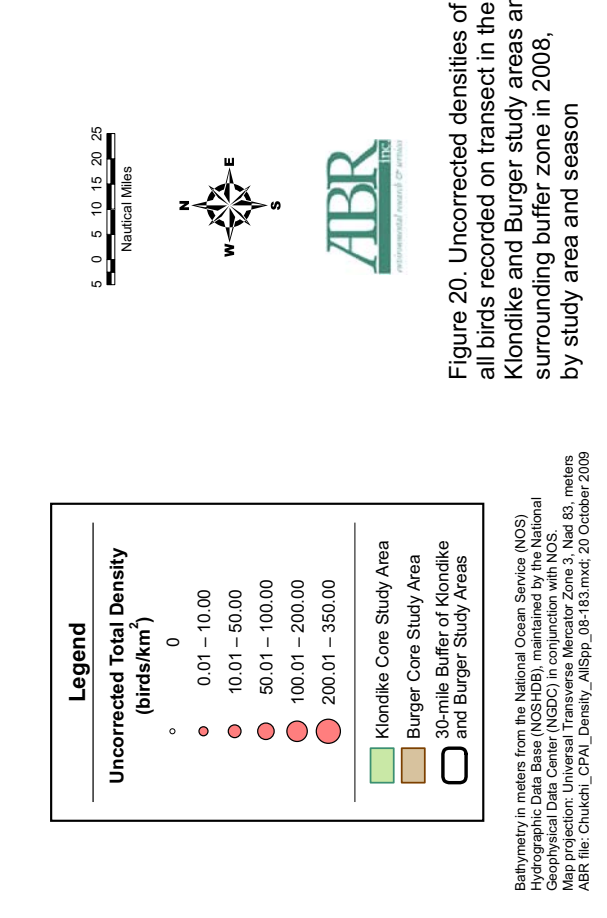 Legend
Uncorrected Total Density
(birds/km²)
0
0.01 – 10.00
10.01 – 50.00
50.01 – 100.00
100.01 – 200.00
200.01 – 350.00
Klondike Core Study Area
Burger Core Study Area
30-mile Buffer of Klondike
and Burger Study Areas
Bathymetry in meters from the National Ocean Service (NOS)
Hydrographic Data Base (NOSHDB), maintained by the National
Geophysical Data Center (NGDC) in conjunction with NOS.
Map projection: Universal Transverse Mercator Zone 3, Nad 83, meters
ABR file: Chukchi_CPAI_Density_AllSpp_08-183.mxd; 20 October 2009
5 0 5 10 15 20 25
Nautical Miles
N
W E
S
ABR
inc.
environmental research & services
Figure 20. Uncorrected densities of
all birds recorded on transect in the
Klondike and Burger study areas
surrounding buffer zone in 2008,
by study area and season